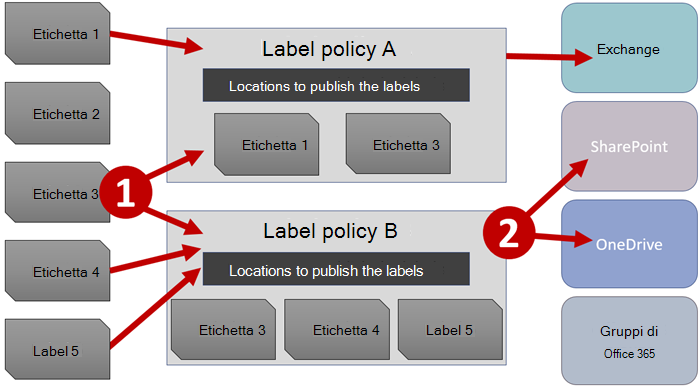 Etichetta 1
Etichetta 2
Etichetta 3
Etichetta 4
Label 5
1
Label policy A
Locations to publish the labels
Etichetta 1
Etichetta 3
Label policy B
Locations to publish the labels
Etichetta 3
Etichetta 4
Label 5
2
Exchange
SharePoint
OneDrive
Gruppi di
Office 365